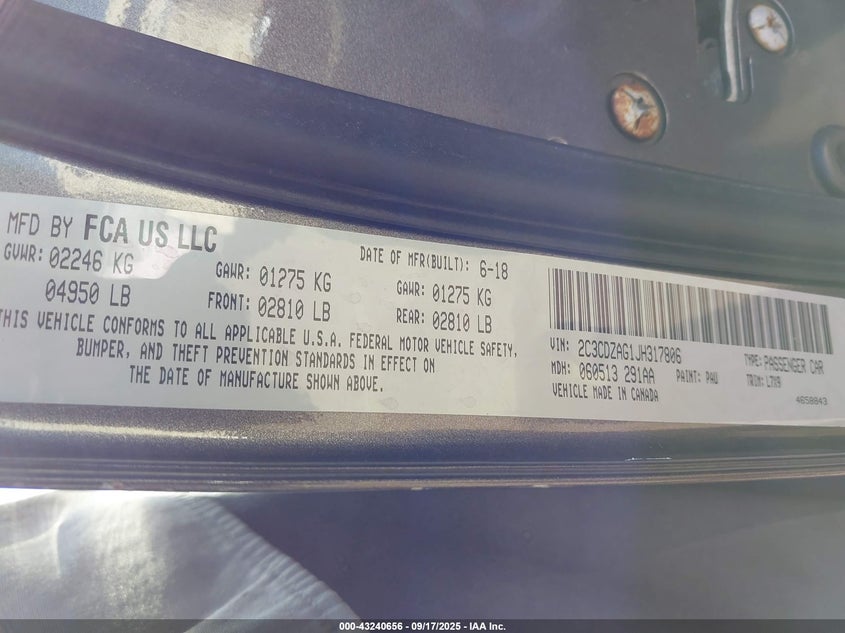 MFD BY FCA US LLC
GVWR: 02246 KG
04950 LB
GAWR: 01275 KG
FRONT: 02810 LB
DATE OF MFR(BUILT): 6-18
GAWR: 01275 KG
REAR: 02810 LB
THIS VEHICLE CONFORMS TO ALL APPLICABLE U.S.A. FEDERAL MOTOR VEHICLE SAFETY,
BUMPER, AND THEFT PREVENTION STANDARDS IN EFFECT ON
THE DATE OF MANUFACTURE SHOWN ABOVE.
VIN: 2C3CDZAG1JH317806
TYPE: PASSENGER CAR
MDH: 060513 291AA
PAINT: PAU
TRIM: L7X9
VEHICLE MADE IN CANADA
4658843
000-43240656 - 09/17/2025 - IAA Inc.